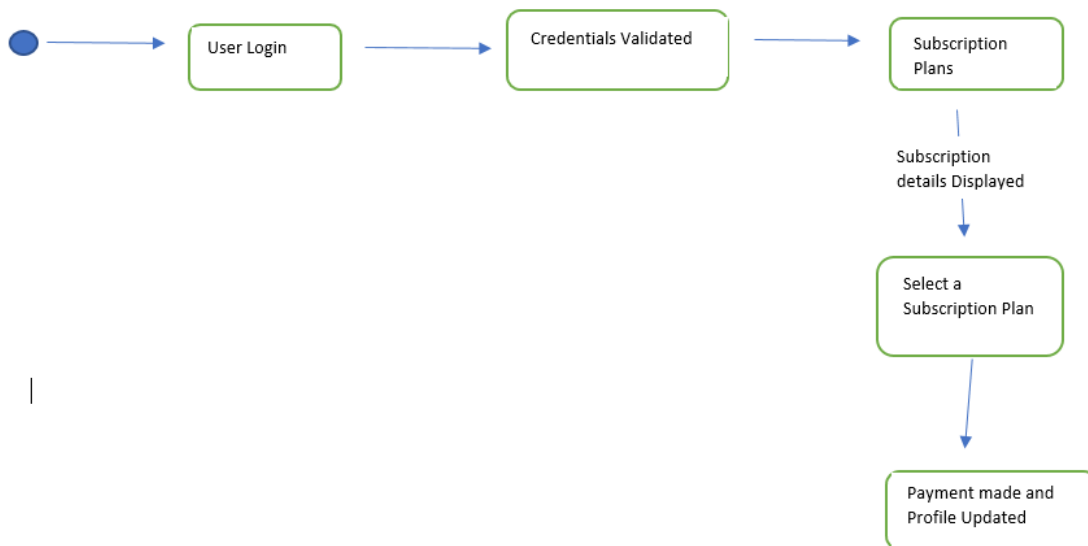 User Login
Credentials Validated
Subscription
Plans
Subscription
details Displayed
Select a
Subscription Plan
Payment made and
Profile Updated